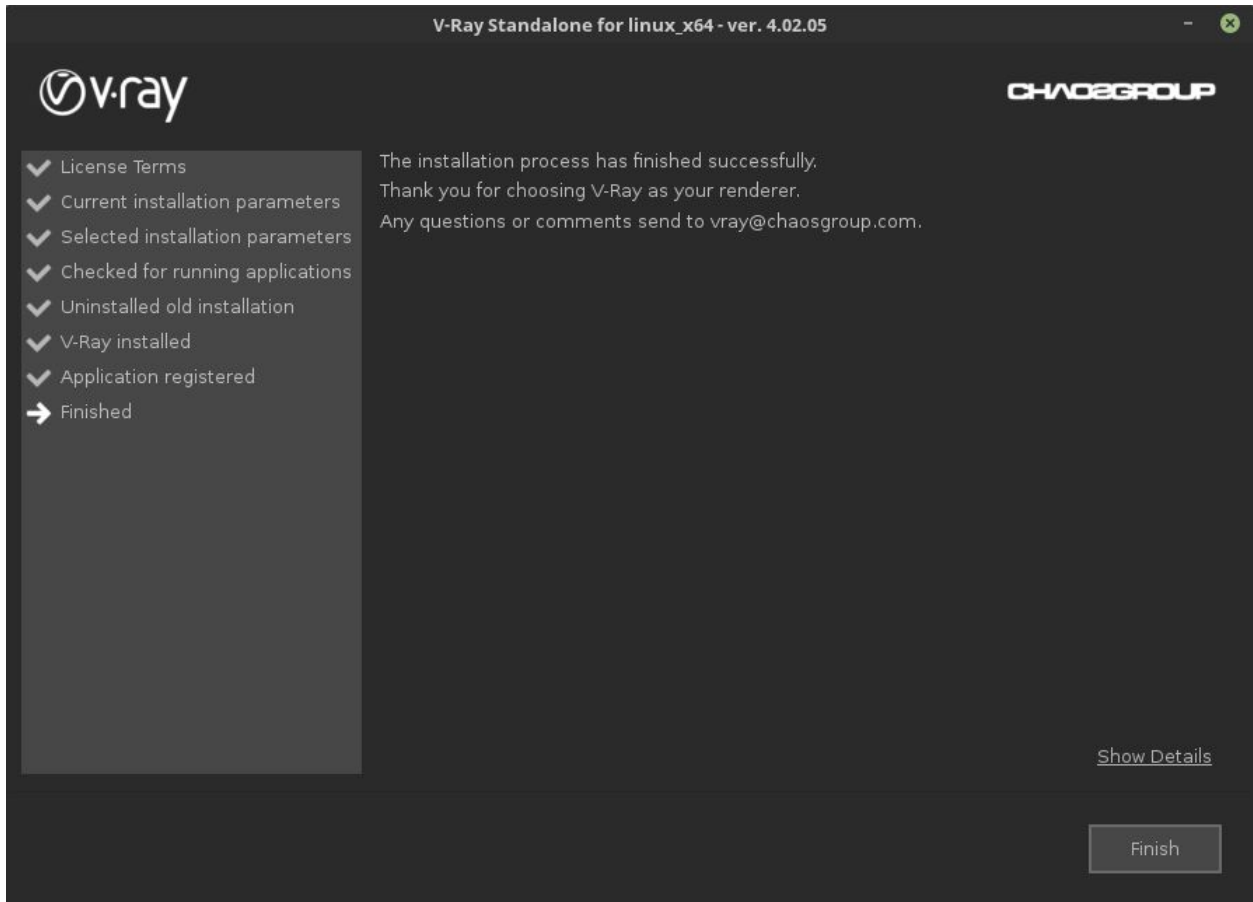 V-Ray Standalone for linux_x64 - ver. 4.02.05
v·ray
CHAOSGROUP
License Terms
Current installation parameters
Selected installation parameters
Checked for running applications
Uninstalled old installation
V-Ray installed
Application registered
Finished
The installation process has finished successfully.
Thank you for choosing V-Ray as your renderer.
Any questions or comments send to vray@chaosgroup.com.
Show Details
Finish